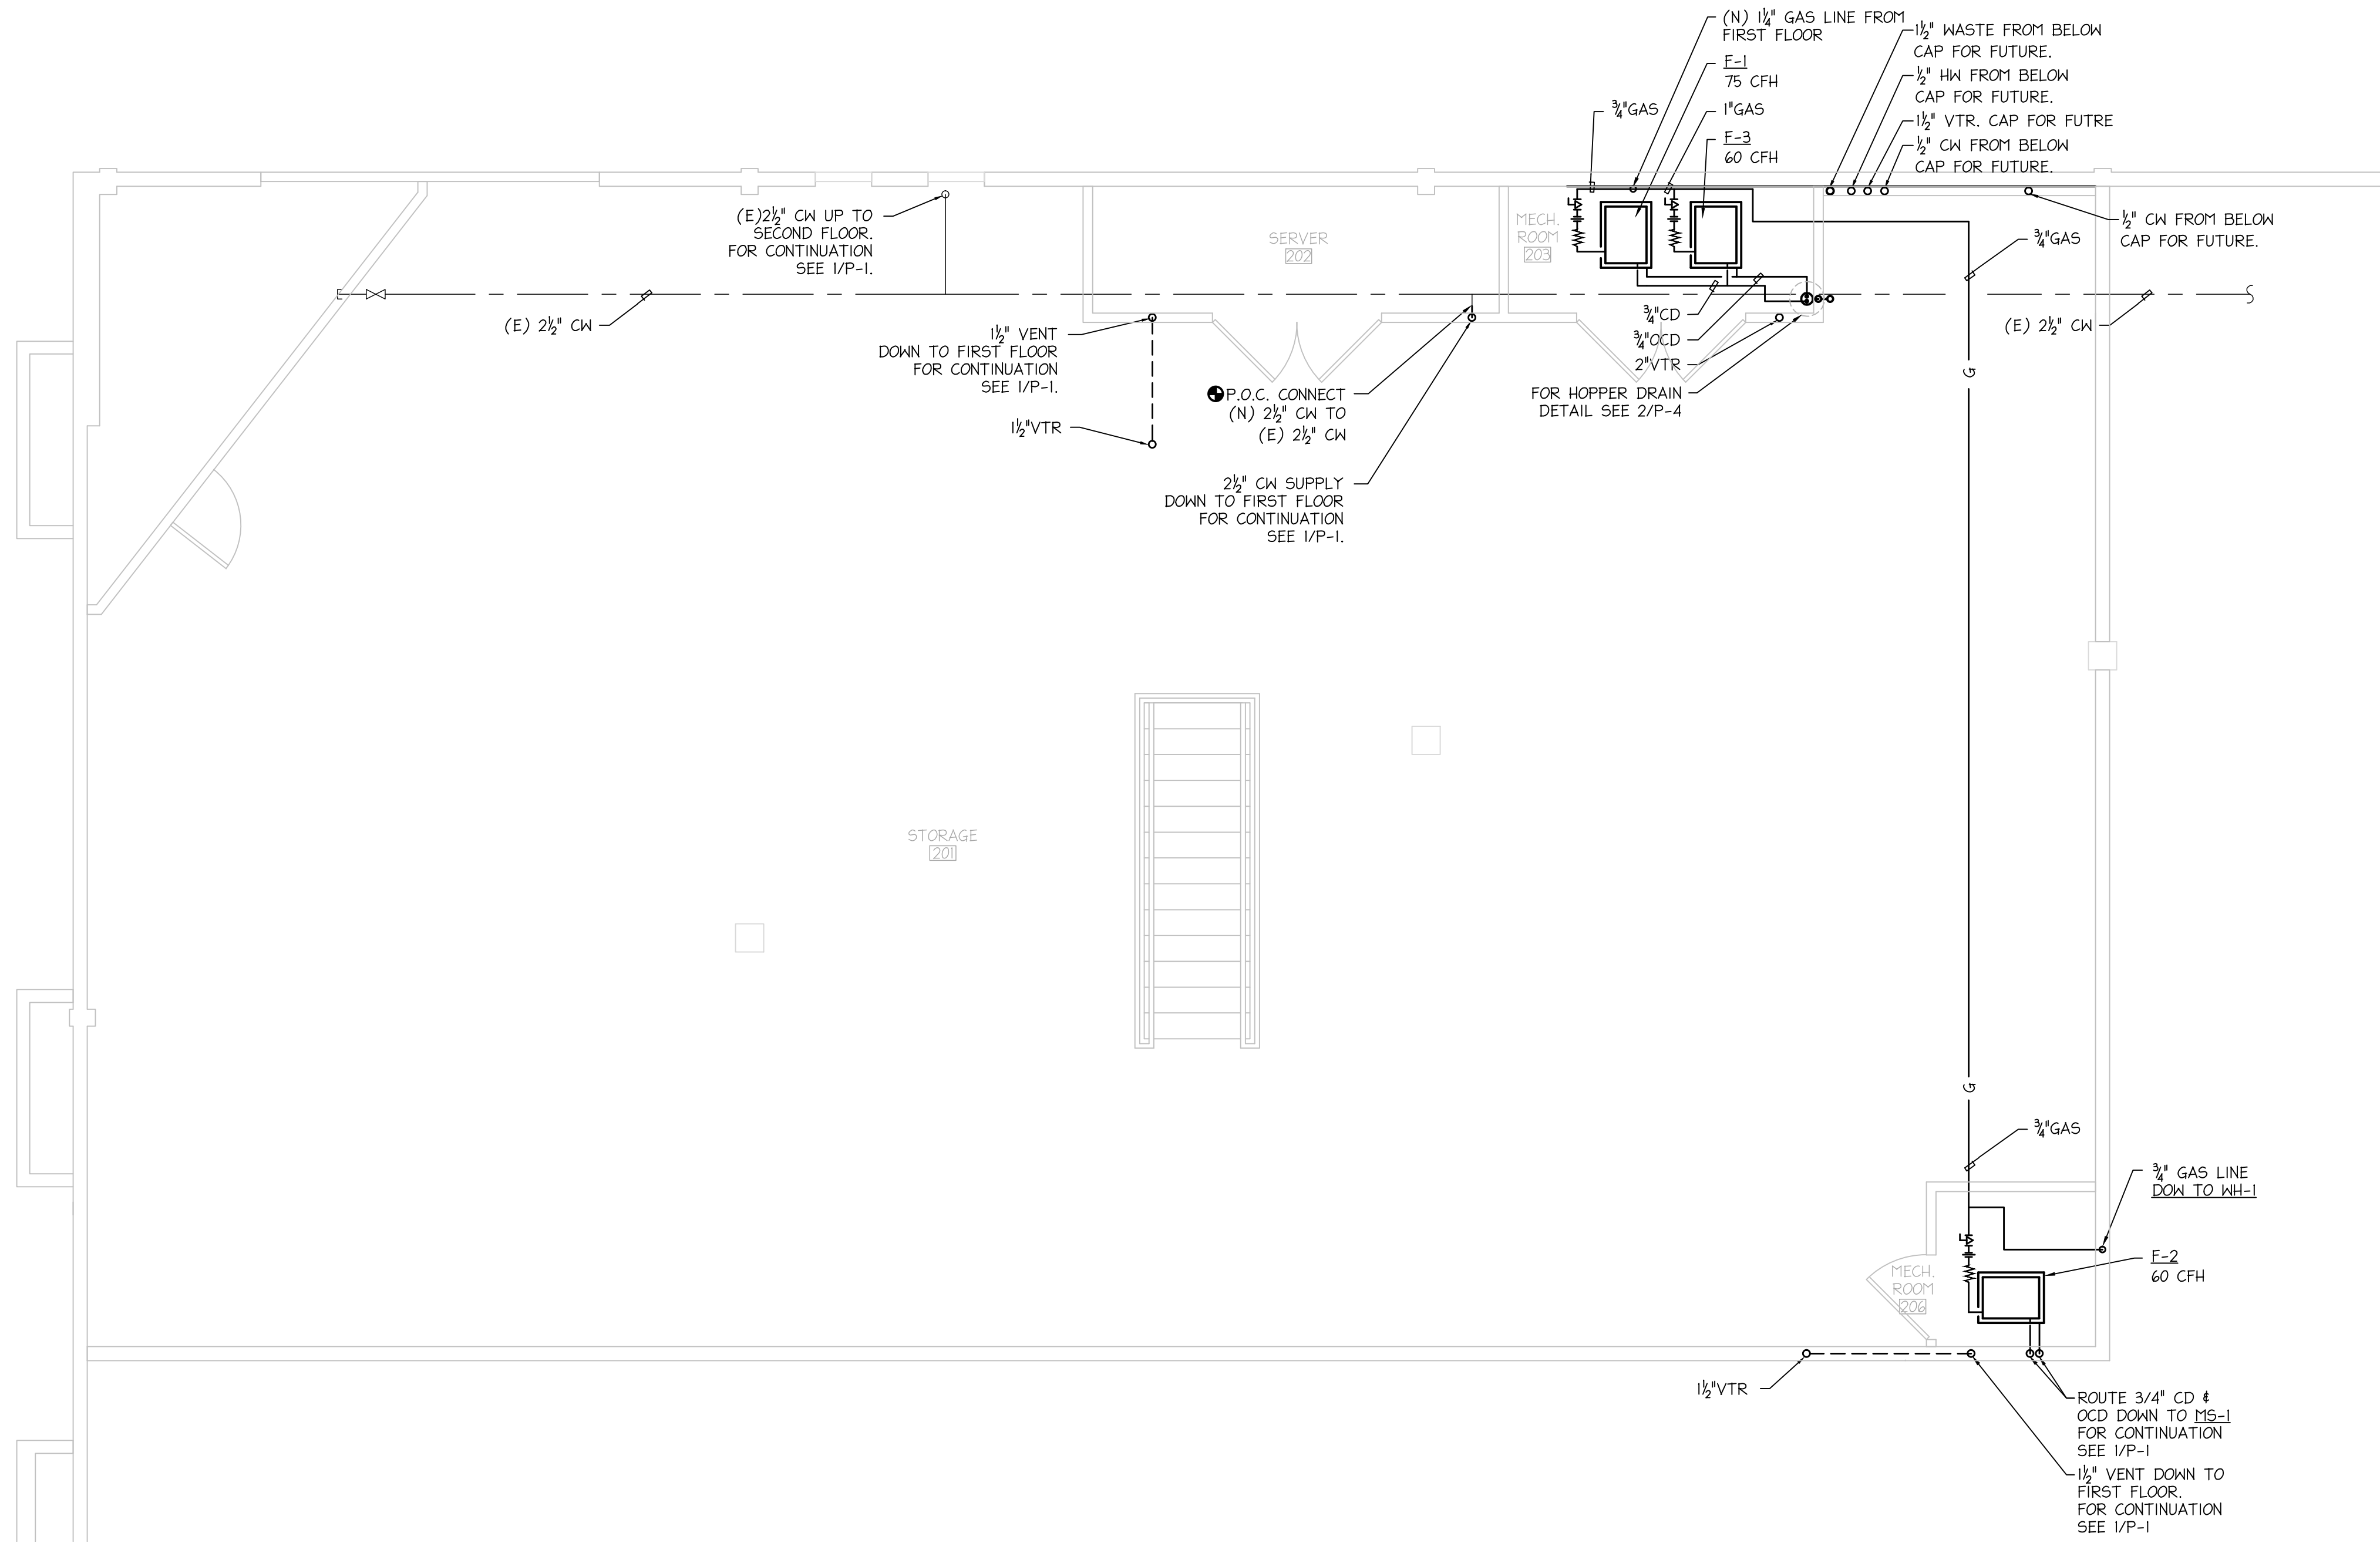 (N) 1¼" GAS LINE FROM
FIRST FLOOR
F-1
75 CFH
¾"GAS
1"GAS
F-3
60 CFH
1½" WASTE FROM BELOW
CAP FOR FUTURE.
½" HW FROM BELOW
CAP FOR FUTURE.
1½" VTR. CAP FOR FUTRE
½" CW FROM BELOW
CAP FOR FUTURE.
(E)2½" CW UP TO
SECOND FLOOR.
FOR CONTINUATION
SEE 1/P-1.
SERVER
202
MECH.
ROOM
203
½" CW FROM BELOW
CAP FOR FUTURE.
¾"GAS
(E) 2½" CW
1½" VENT
DOWN TO FIRST FLOOR
FOR CONTINUATION
SEE 1/P-1.
¾"CD
¾"OCD
2"VTR
FOR HOPPER DRAIN
DETAIL SEE 2/P-4
(E) 2½" CW
G
P.O.C. CONNECT
(N) 2½" CW TO
(E) 2½" CW
1½"VTR
2½" CW SUPPLY
DOWN TO FIRST FLOOR
FOR CONTINUATION
SEE 1/P-1.
STORAGE
201
G
¾"GAS
¾" GAS LINE
DOW TO WH-1
F-2
60 CFH
MECH.
ROOM
206
1½"VTR
ROUTE 3/4" CD &
OCD DOWN TO MS-1
FOR CONTINUATION
SEE 1/P-1
1½" VENT DOWN TO
FIRST FLOOR.
FOR CONTINUATION
SEE 1/P-1